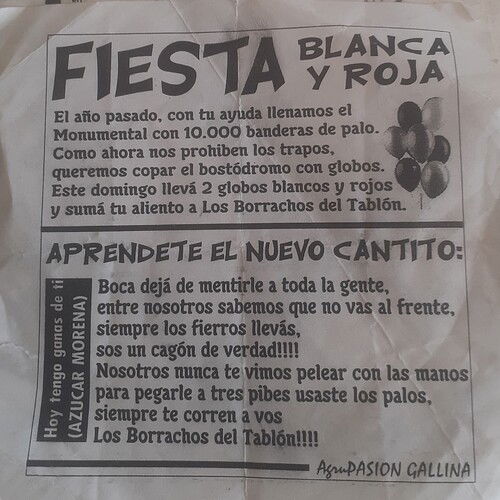 FIESTA BLANCA Y ROJA
El año pasado, con tu ayuda llenamos el
Monumental con 10.000 banderas de palo.
Como ahora nos prohiben los trapos,
queremos copar el bostódromo con globos.
Este domingo llevá 2 globos blancos y rojos
y sumá tu aliento a Los Borrachos del Tablón.
APRENDETE EL NUEVO CANTITO:
Hoy tengo ganas de ti
(AZUCAR MORENA)
Boca dejá de mentirle a toda la gente,
entre nosotros sabemos que no vas al frente,
siempre los fierros llevás,
sos un cagón de verdad!!!!
Nosotros nunca te vimos pelear con las manos
para pegarle a tres pibes usaste los palos,
siempre te corren a vos
Los Borrachos del Tablón!!!!
AgruPASION GALLINA